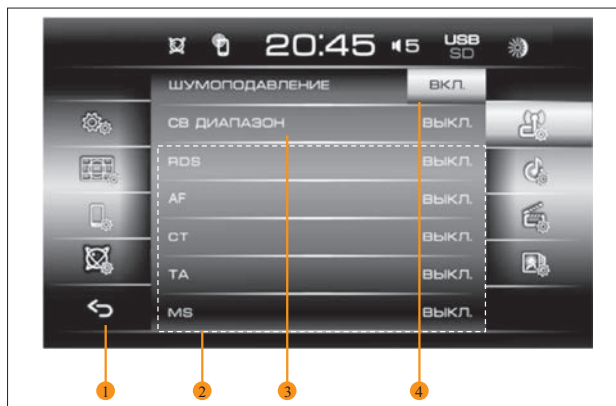 20:45 5 USB
SD
ШУМОПОДАВЛЕНИЕ ВКЛ.
СВ ДИАПАЗОН ВЫКЛ.
RDS ВЫКЛ.
AF ВЫКЛ.
CT ВЫКЛ.
TA ВЫКЛ.
MS ВЫКЛ.
1 2 3 4